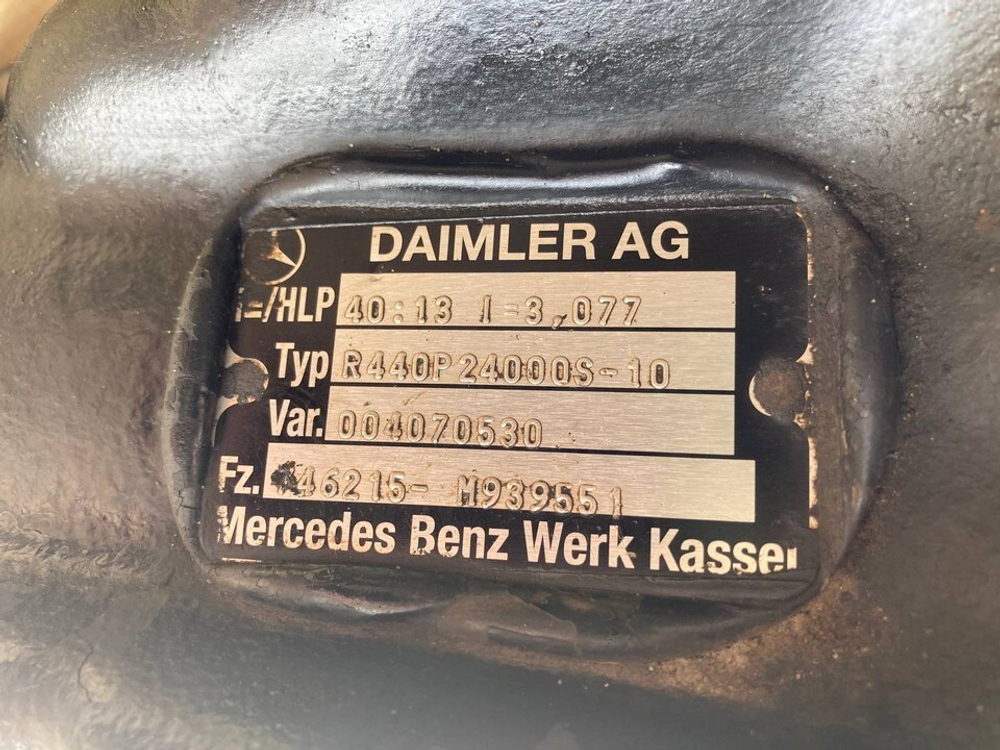 DAIMLER AG
i=/HLP 40:13 I-3,077
Typ R440P24000S-10
Var. 004070530
Fz. 46215- M939551
Mercedes Benz Werk Kassel